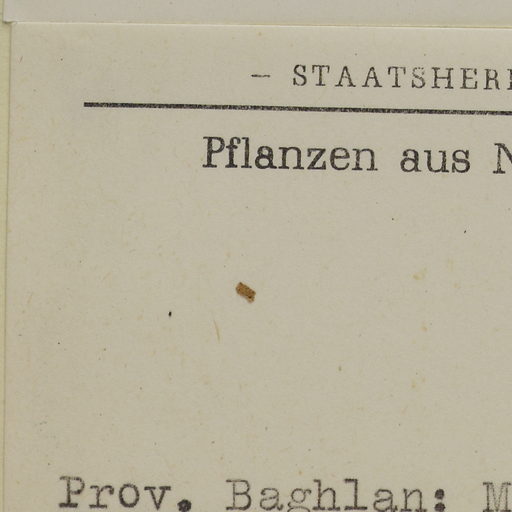 – STAATSHER
Pflanzen aus N
Prov. Baghlan: M